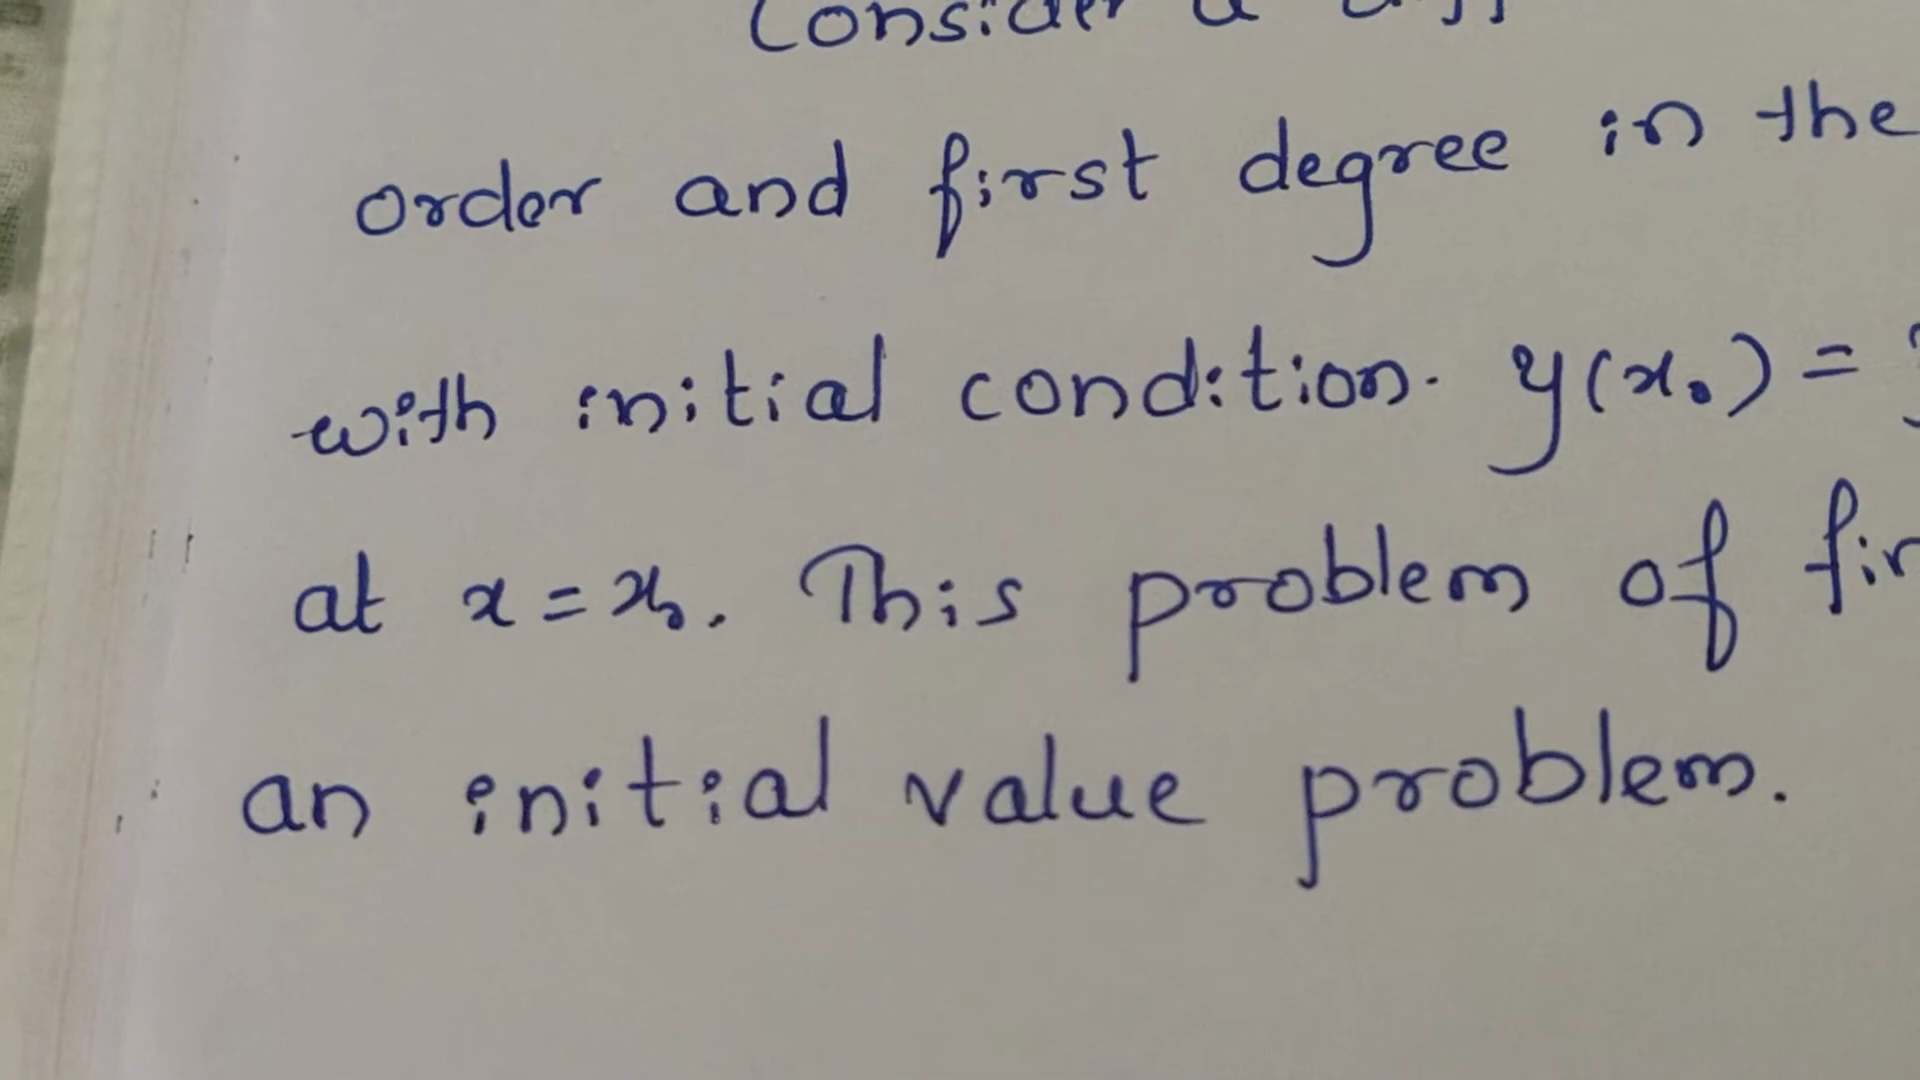 Consider a
order and first degree in the
with initial condition. y(x₀) =
at x = x₀. This problem of
an initial value problem.